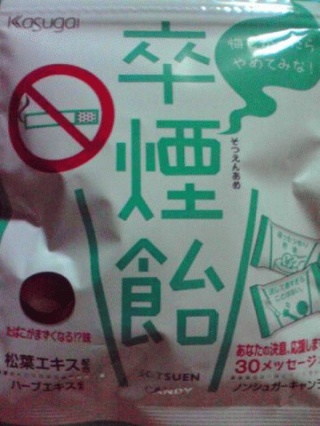 Kasugai
やめてみな!
卒煙飴
そつえんあめ
たばこがまずくなる!?味
松葉エキス配合
ハーブエキス
あなたの決意、応援しま
30メッセージ
ノンシュガーキャン
SOTSUEN
CANDY